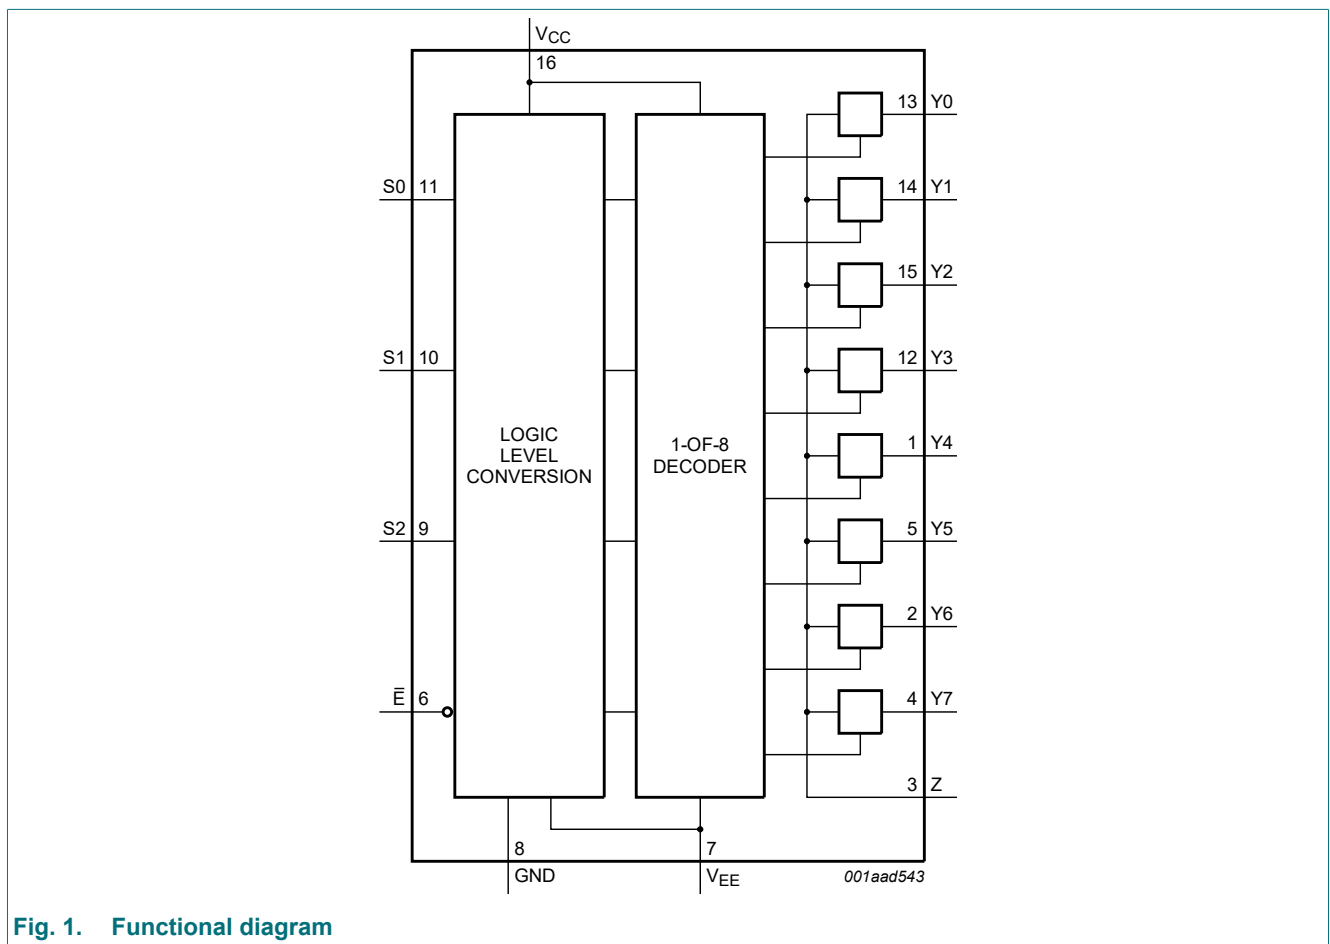 VCC
16
13 Y0
S0 11
14 Y1
15 Y2
S1 10
12 Y3
LOGIC
LEVEL
CONVERSION
1-OF-8
DECODER
1 Y4
S2 9
5 Y5
2 Y6
E̅ 6
4 Y7
3 Z
8
GND
7
VEE
001aad543
Fig. 1. Functional diagram